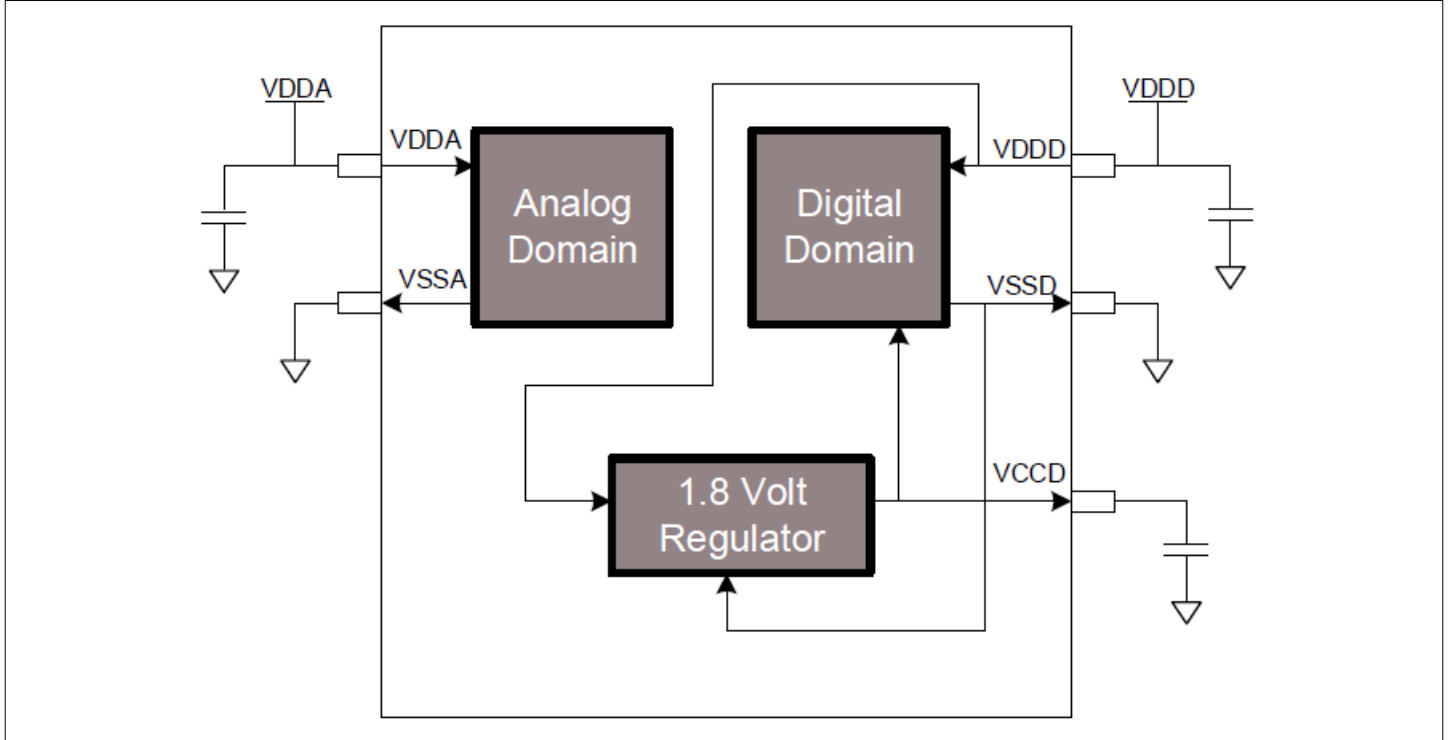 VDDA
VDDD
VDDA
VDDD
Analog
Domain
Digital
Domain
VSSA
VSSD
1.8 Volt
Regulator
VCCD